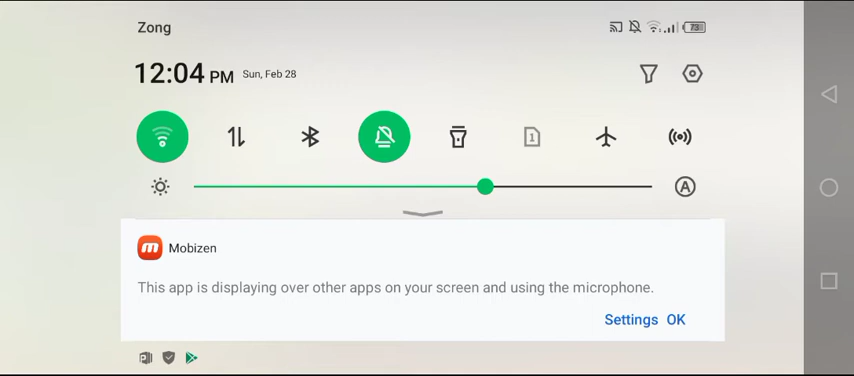 Zong
73
12:04 PM Sun, Feb 28
1
A
Mobizen
This app is displaying over other apps on your screen and using the microphone.
Settings OK